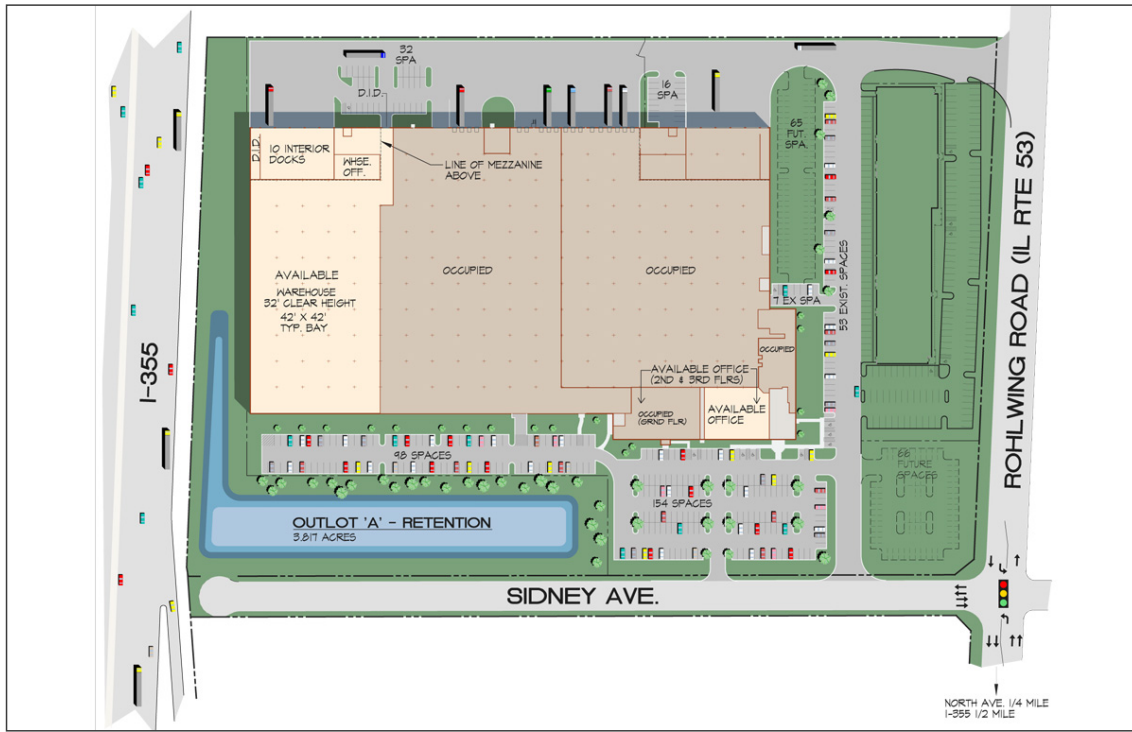 32
SPA
D.I.D.
16
SPA
65
FUT.
SPA.
D.I.D.
10 INTERIOR
DOCKS
WHSE.
OFF.
LINE OF MEZZANINE
ABOVE
AVAILABLE
WAREHOUSE
32' CLEAR HEIGHT
42' X 42'
TYP. BAY
OCCUPIED
OCCUPIED
7 EX SPA
53 EXIST. SPACES
OCCUPIED
AVAILABLE OFFICE
(2ND & 3RD FLRS)
OCCUPIED
(GRND FLR)
AVAILABLE
OFFICE
I-355
ROHLWING ROAD (IL RTE 53)
98 SPACES
66
FUTURE
SPACES
154 SPACES
OUTLOT 'A' - RETENTION
3.817 ACRES
SIDNEY AVE.
NORTH AVE. 1/4 MILE
I-355 1/2 MILE